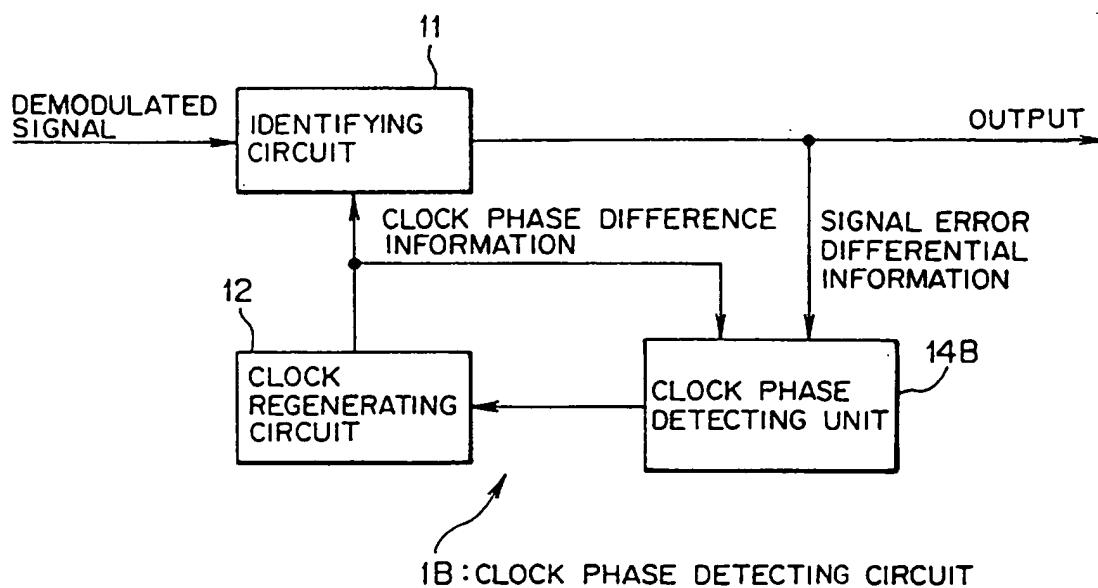 11
DEMODULATED
SIGNAL
IDENTIFYING
CIRCUIT
OUTPUT
CLOCK PHASE DIFFERENCE
INFORMATION
SIGNAL ERROR
DIFFERENTIAL
INFORMATION
12
14B
CLOCK
REGENERATING
CIRCUIT
CLOCK PHASE
DETECTING UNIT
1B: CLOCK PHASE DETECTING CIRCUIT